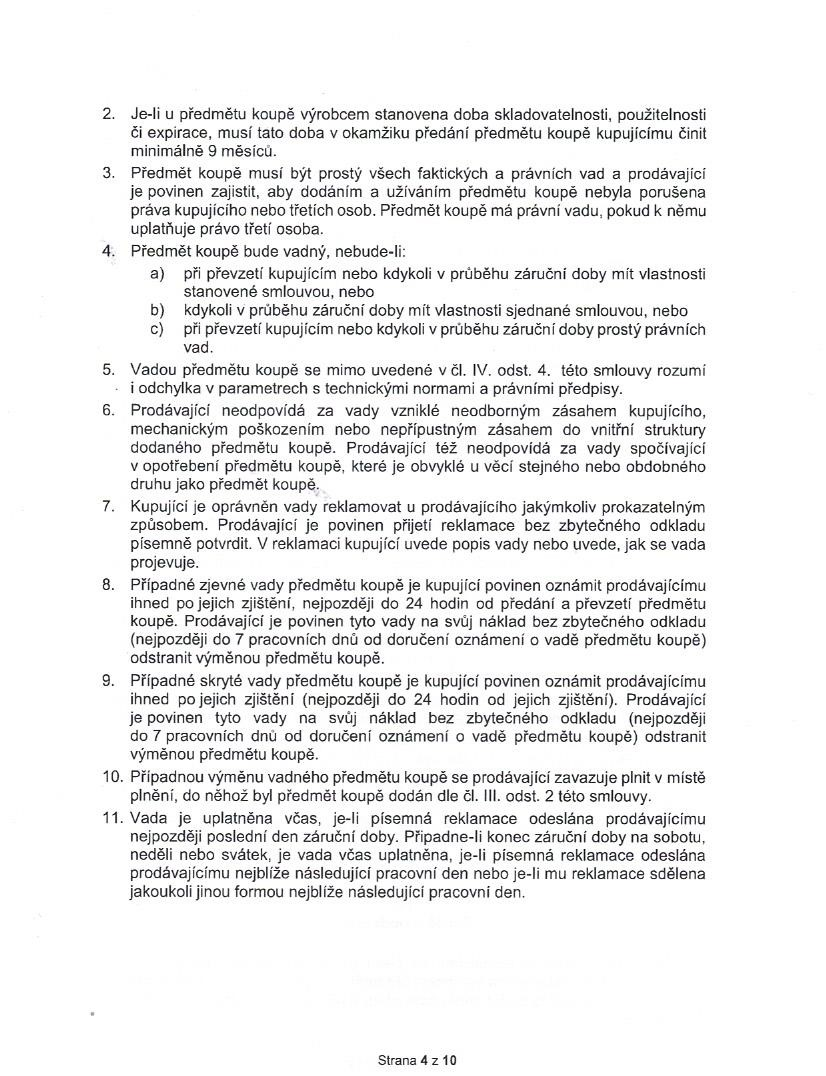 2. Je-li u předmětu koupě výrobcem stanovena doba skladovatelnosti, použitelnosti
či expirace, musí tato doba v okamžiku předání předmětu koupě kupujícímu činit
minimálně 9 měsíců.
3. Předmět koupě musí být prostý všech faktických a právních vad a prodávající
je povinen zajistit, aby dodáním a užíváním předmětu koupě nebyla porušena
práva kupujícího nebo třetích osob. Předmět koupě má právní vadu, pokud k němu
uplatňuje právo třetí osoba.
4. Předmět koupě bude vadný, nebude-li:
a) při převzetí kupujícím nebo kdykoli v průběhu záruční doby mít vlastnosti
stanovené smlouvou, nebo
b) kdykoli v průběhu záruční doby mít vlastnosti sjednané smlouvou, nebo
c) při převzetí kupujícím nebo kdykoli v průběhu záruční doby prostý právních
vad.
5. Vadou předmětu koupě se mimo uvedené v čl. IV. odst. 4. této smlouvy rozumí
i odchylka v parametrech s technickými normami a právními předpisy.
6. Prodávající neodpovídá za vady vzniklé neodborným zásahem kupujícího,
mechanickým poškozením nebo nepřípustným zásahem do vnitřní struktury
dodaného předmětu koupě. Prodávající též neodpovídá za vady spočívající
v opotřebení předmětu koupě, které je obvyklé u věcí stejného nebo obdobného
druhu jako předmět koupě.
7. Kupující je oprávněn vady reklamovat u prodávajícího jakýmkoliv prokazatelným
způsobem. Prodávající je povinen přijetí reklamace bez zbytečného odkladu
písemně potvrdit. V reklamaci kupující uvede popis vady nebo uvede, jak se vada
projevuje.
8. Případné zjevné vady předmětu koupě je kupující povinen oznámit prodávajícímu
ihned po jejich zjištění, nejpozději do 24 hodin od předání a převzetí předmětu
koupě. Prodávající je povinen tyto vady na svůj náklad bez zbytečného odkladu
(nejpozději do 7 pracovních dnů od doručení oznámení o vadě předmětu koupě)
odstranit výměnou předmětu koupě.
9. Případné skryté vady předmětu koupě je kupující povinen oznámit prodávajícímu
ihned po jejich zjištění (nejpozději do 24 hodin od jejich zjištění). Prodávající
je povinen tyto vady na svůj náklad bez zbytečného odkladu (nejpozději
do 7 pracovních dnů od doručení oznámení o vadě předmětu koupě) odstranit
výměnou předmětu koupě.
10. Případnou výměnu vadného předmětu koupě se prodávající zavazuje plnit v místě
plnění, do něhož byl předmět koupě dodán dle čl. III. odst. 2 této smlouvy.
11. Vada je uplatněna včas, je-li písemná reklamace odeslána prodávajícímu
nejpozději poslední den záruční doby. Připadne-li konec záruční doby na sobotu,
neděli nebo svátek, je vada včas uplatněna, je-li písemná reklamace odeslána
prodávajícímu nejblíže následující pracovní den nebo je-li mu reklamace sdělena
jakoukoli jinou formou nejblíže následující pracovní den.
Strana 4 z 10